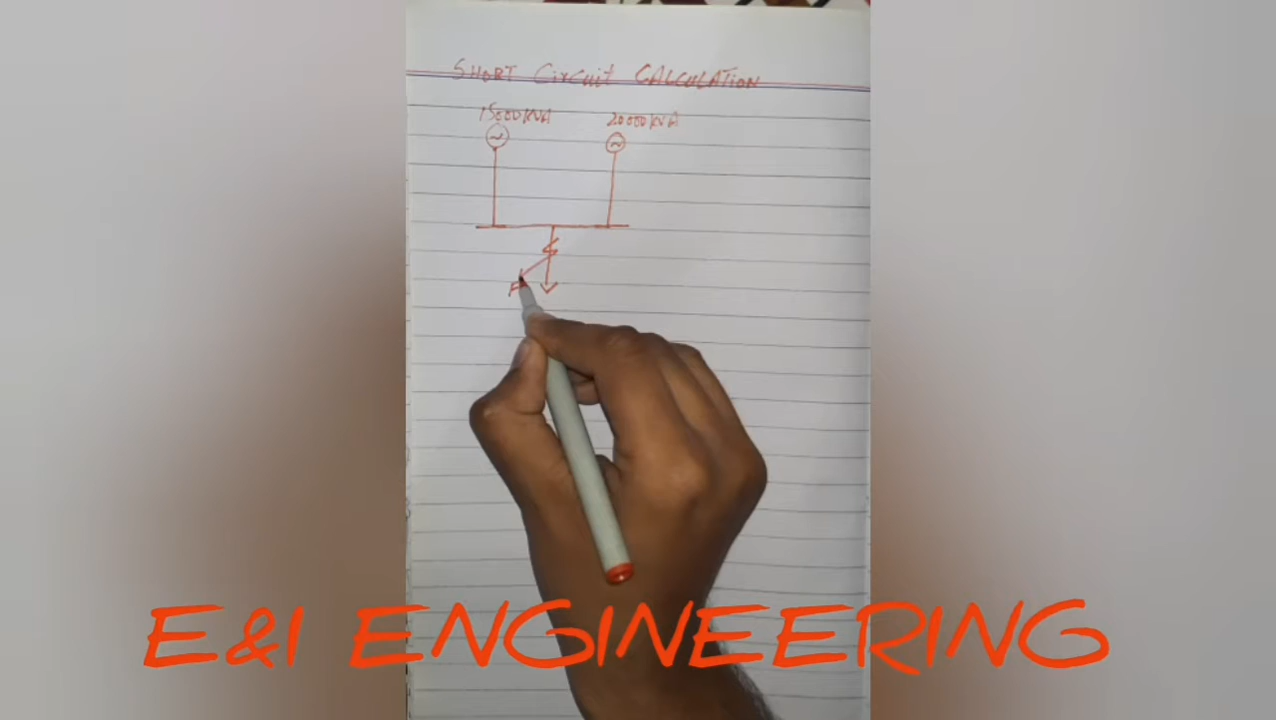 SHORT Circuit CALCULATION
15000KVA 20000KVA
~ ~
F
E&I ENGINEERING